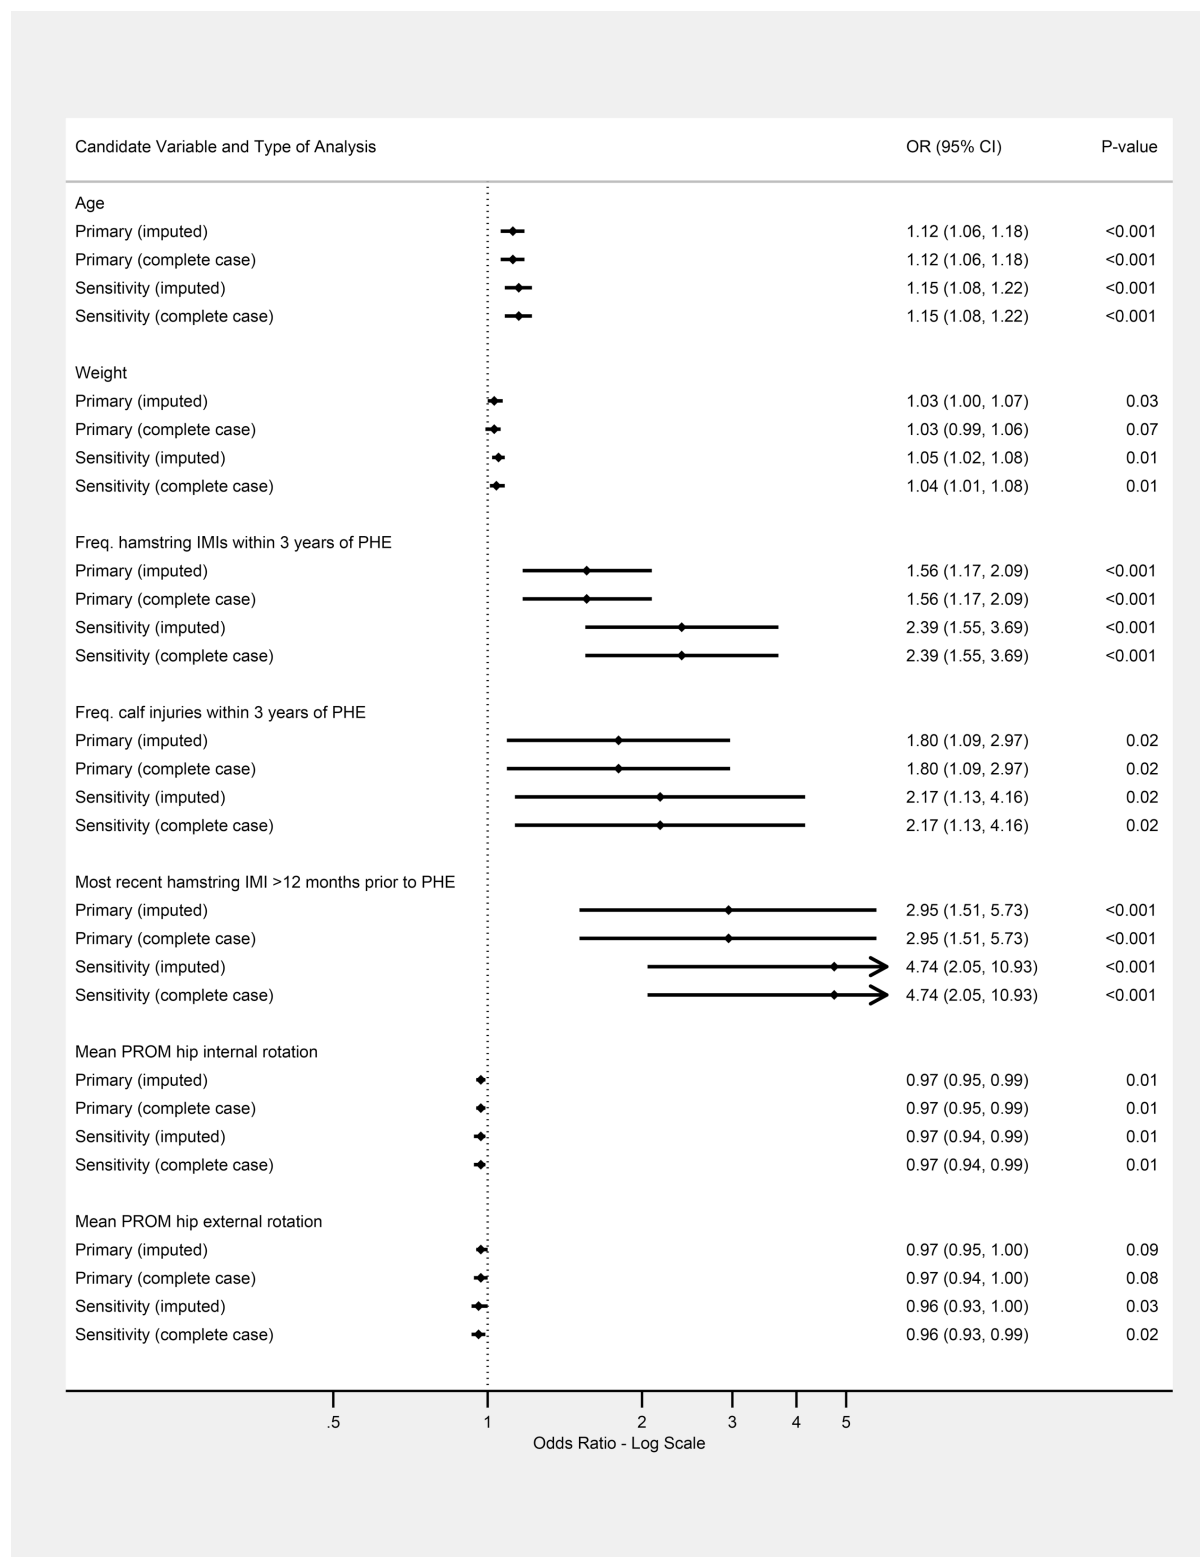 Candidate Variable and Type of Analysis OR (95% CI) P-value
Age
Primary (imputed) 1.12 (1.06, 1.18) <0.001
Primary (complete case) 1.12 (1.06, 1.18) <0.001
Sensitivity (imputed) 1.15 (1.08, 1.22) <0.001
Sensitivity (complete case) 1.15 (1.08, 1.22) <0.001
Weight
Primary (imputed) 1.03 (1.00, 1.07) 0.03
Primary (complete case) 1.03 (0.99, 1.06) 0.07
Sensitivity (imputed) 1.05 (1.02, 1.08) 0.01
Sensitivity (complete case) 1.04 (1.01, 1.08) 0.01
Freq. hamstring IMIs within 3 years of PHE
Primary (imputed) 1.56 (1.17, 2.09) <0.001
Primary (complete case) 1.56 (1.17, 2.09) <0.001
Sensitivity (imputed) 2.39 (1.55, 3.69) <0.001
Sensitivity (complete case) 2.39 (1.55, 3.69) <0.001
Freq. calf injuries within 3 years of PHE
Primary (imputed) 1.80 (1.09, 2.97) 0.02
Primary (complete case) 1.80 (1.09, 2.97) 0.02
Sensitivity (imputed) 2.17 (1.13, 4.16) 0.02
Sensitivity (complete case) 2.17 (1.13, 4.16) 0.02
Most recent hamstring IMI >12 months prior to PHE
Primary (imputed) 2.95 (1.51, 5.73) <0.001
Primary (complete case) 2.95 (1.51, 5.73) <0.001
Sensitivity (imputed) 4.74 (2.05, 10.93) <0.001
Sensitivity (complete case) 4.74 (2.05, 10.93) <0.001
Mean PROM hip internal rotation
Primary (imputed) 0.97 (0.95, 0.99) 0.01
Primary (complete case) 0.97 (0.95, 0.99) 0.01
Sensitivity (imputed) 0.97 (0.94, 0.99) 0.01
Sensitivity (complete case) 0.97 (0.94, 0.99) 0.01
Mean PROM hip external rotation
Primary (imputed) 0.97 (0.95, 1.00) 0.09
Primary (complete case) 0.97 (0.94, 1.00) 0.08
Sensitivity (imputed) 0.96 (0.93, 1.00) 0.03
Sensitivity (complete case) 0.96 (0.93, 0.99) 0.02
.5 1 2 3 4 5
Odds Ratio - Log Scale